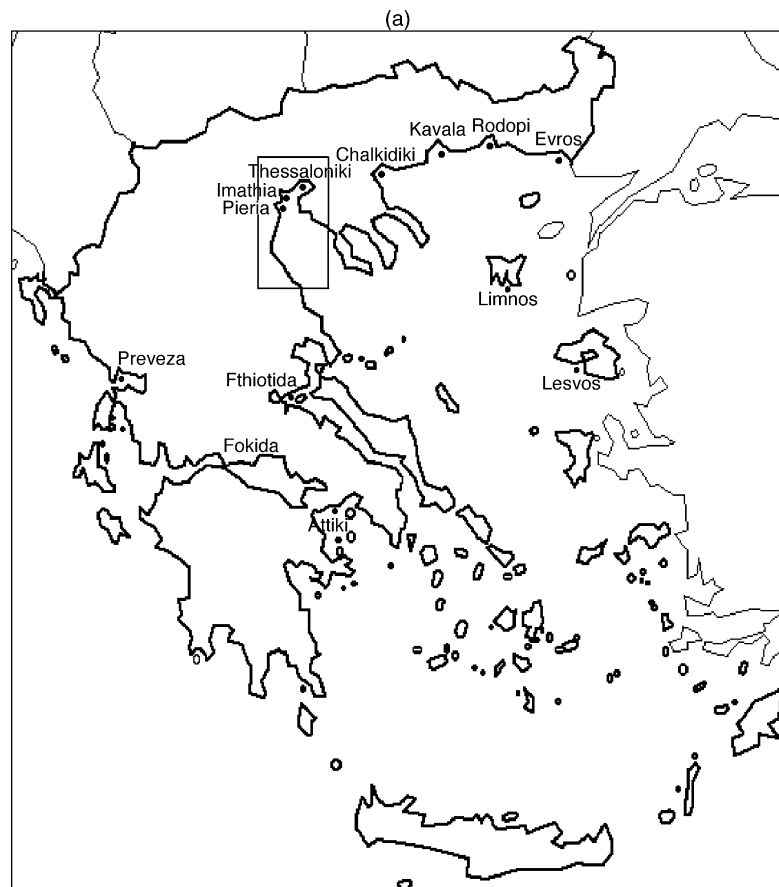 (a)
Kavala
Rodopi
Evros
Chalkidiki
Thessaloniki
Imathia
Pieria
Limnos
Preveza
Fthiotida
Lesvos
Fokida
Attiki